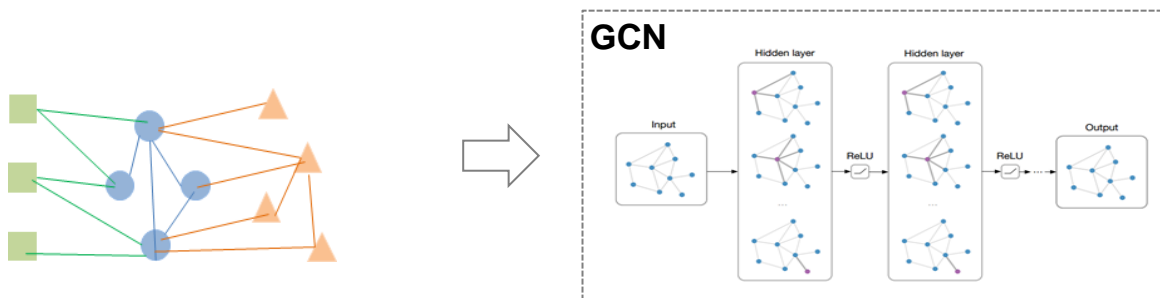 GCN
Hidden layer
Hidden layer
Input
Output
ReLU
ReLU
...
...
...